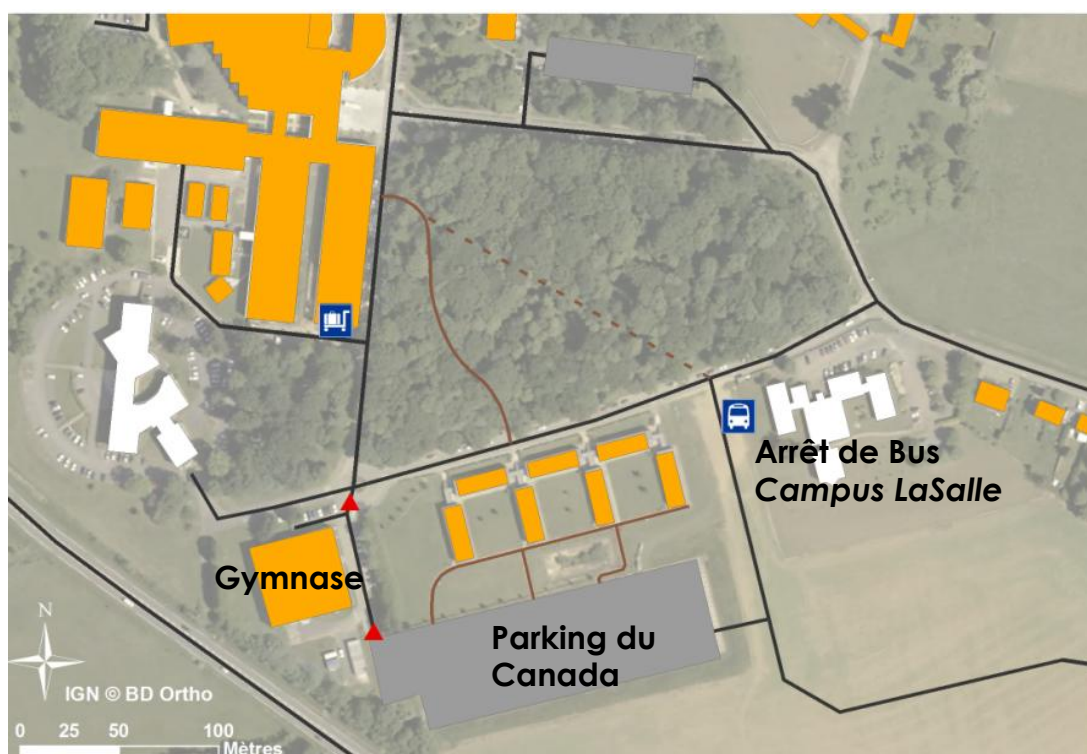 Arrêt de Bus
Campus LaSalle
Gymnase
Parking du
Canada
N
IGN © BD Ortho
0 25 50 100
Mètres